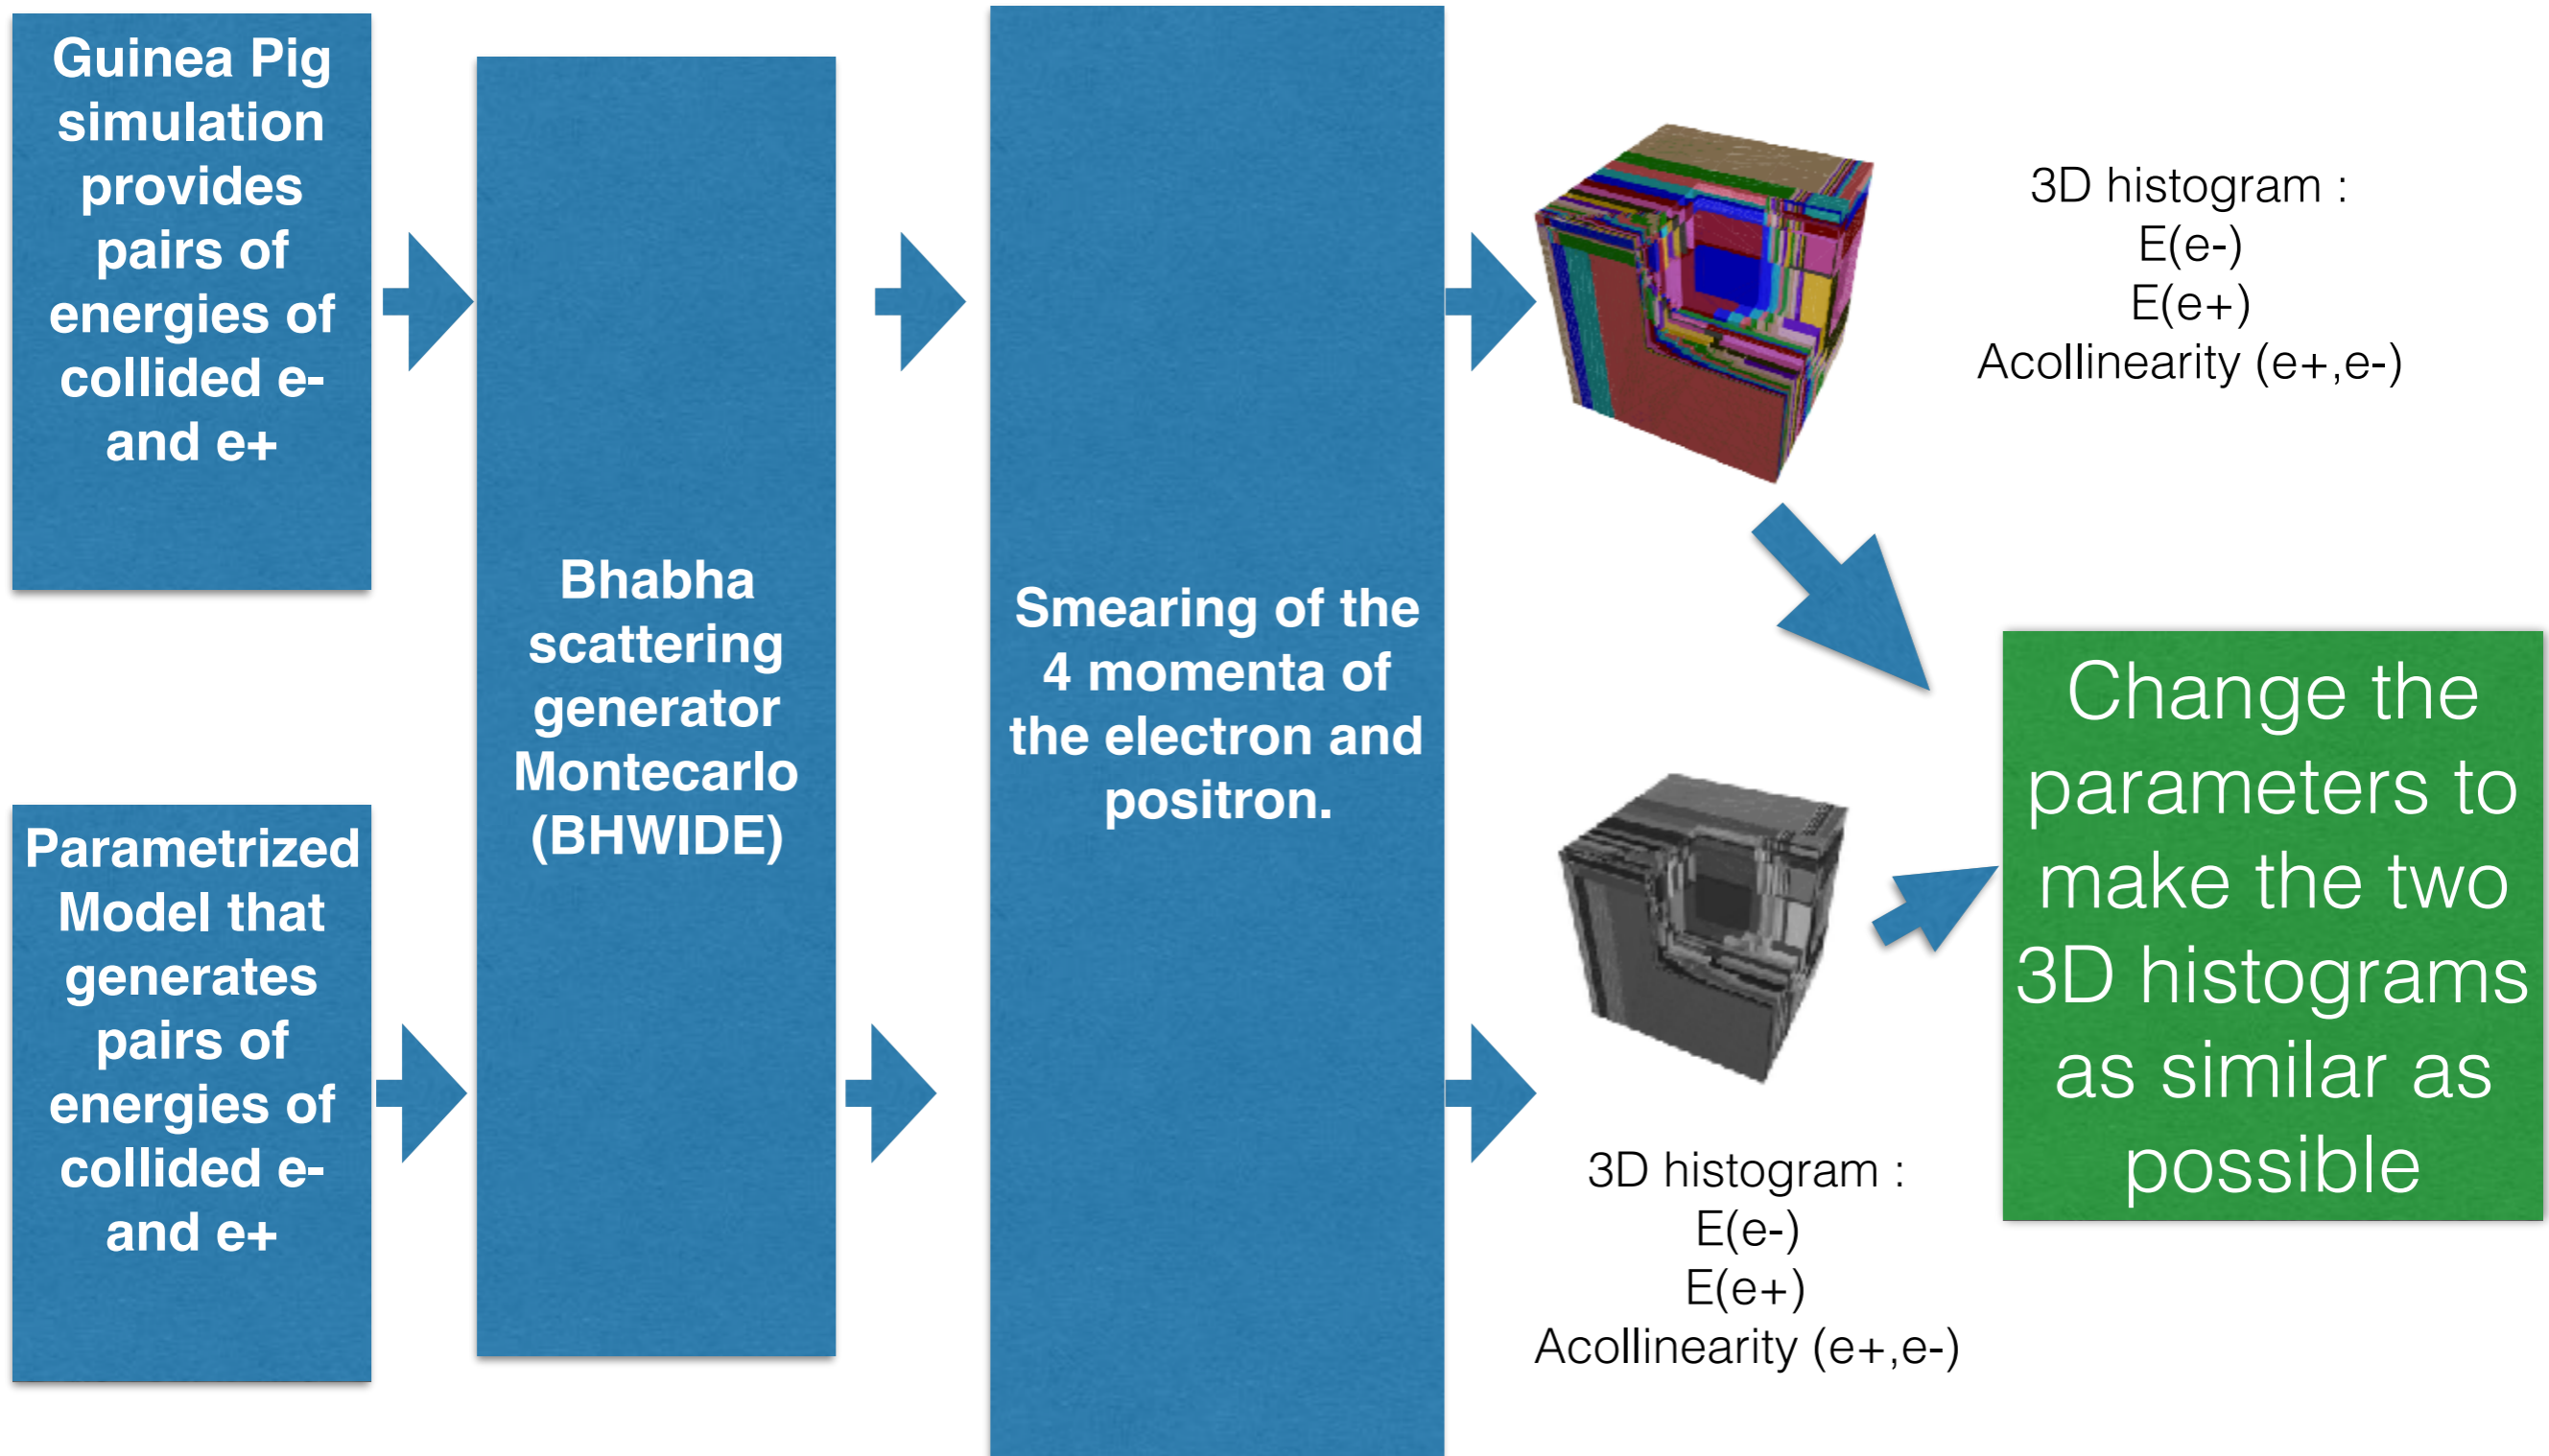 Guinea Pig
simulation
provides
pairs of
energies of
collided e-
and e+
Parametrized
Model that
generates
pairs of
energies of
collided e-
and e+
Bhabha
scattering
generator
Montecarlo
(BHWIDE)
Smearing of the
4 momenta of
the electron and
positron.
3D histogram :
E(e-)
E(e+)
Acollinearity (e+,e-)
3D histogram :
E(e-)
E(e+)
Acollinearity (e+,e-)
Change the
parameters to
make the two
3D histograms
as similar as
possible